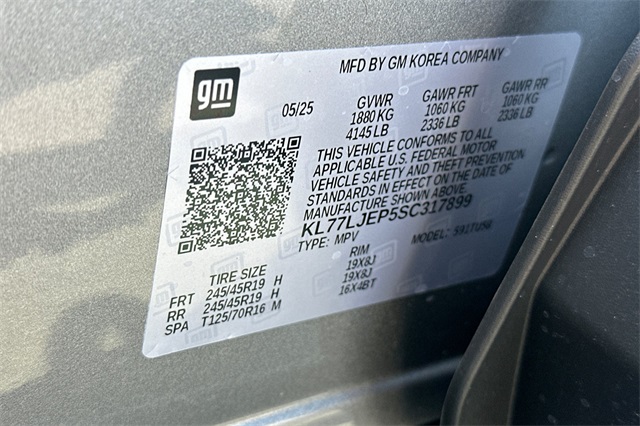 MFD BY GM KOREA COMPANY
gm
05/25 GVWR GAWR FRT GAWR RR
1880 KG 1060 KG 1060 KG
4145 LB 2336 LB 2336 LB
THIS VEHICLE CONFORMS TO ALL
APPLICABLE U.S. FEDERAL MOTOR
VEHICLE SAFETY AND THEFT PREVENTION
STANDARDS IN EFFECT ON THE DATE OF
MANUFACTURE SHOWN ABOVE.
KL77LJEP5SC317899
TYPE: MPV MODEL:
TIRE SIZE RIM
FRT 245/45R19 H 19X8J
RR 245/45R19 H 19X8J
SPA T125/70R16 M 16X4BT